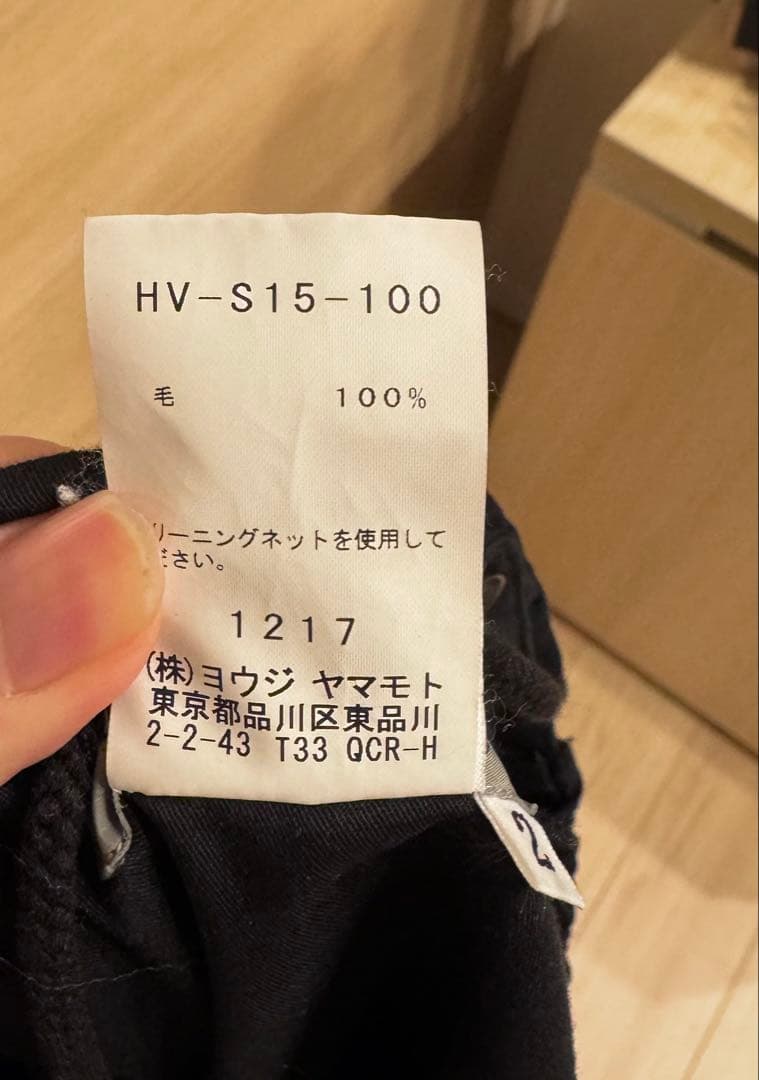 HV-S15-100
毛 100%
リーニングネットを使用して
ださい。
1217
(株)ヨウジ ヤマモト
東京都品川区東品川
2-2-43 T33 QCR-H
2